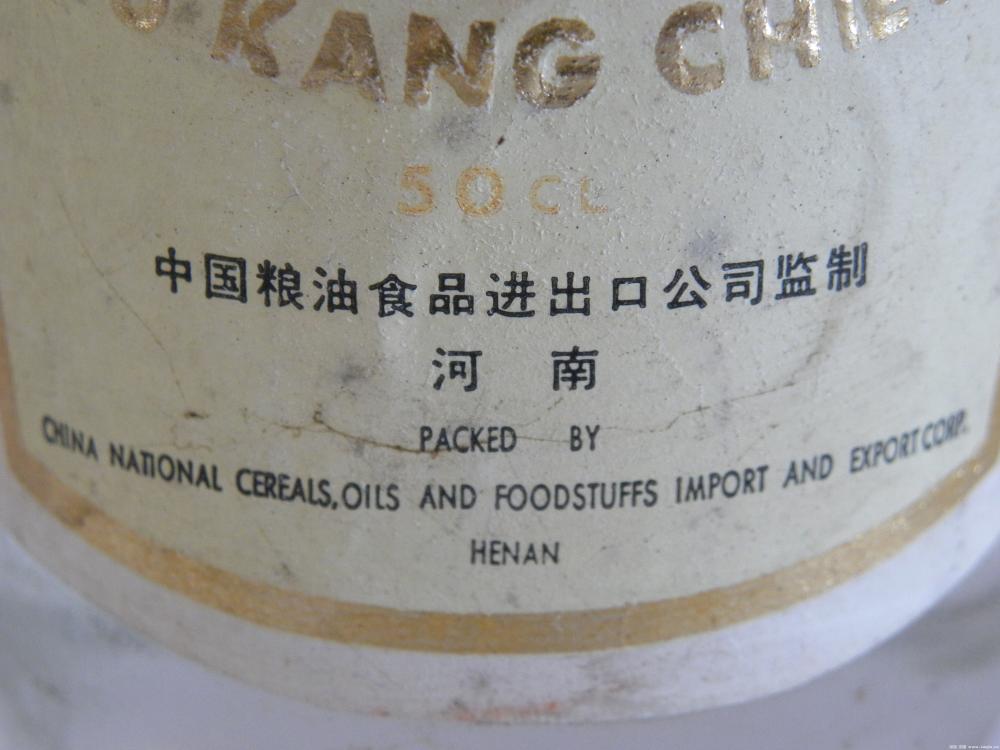 KANG CHIE
50CL
中国粮油食品进出口公司监制
河 南
PACKED BY
CHINA NATIONAL CEREALS,OILS AND FOODSTUFFS IMPORT AND EXPORT CORP.
HENAN